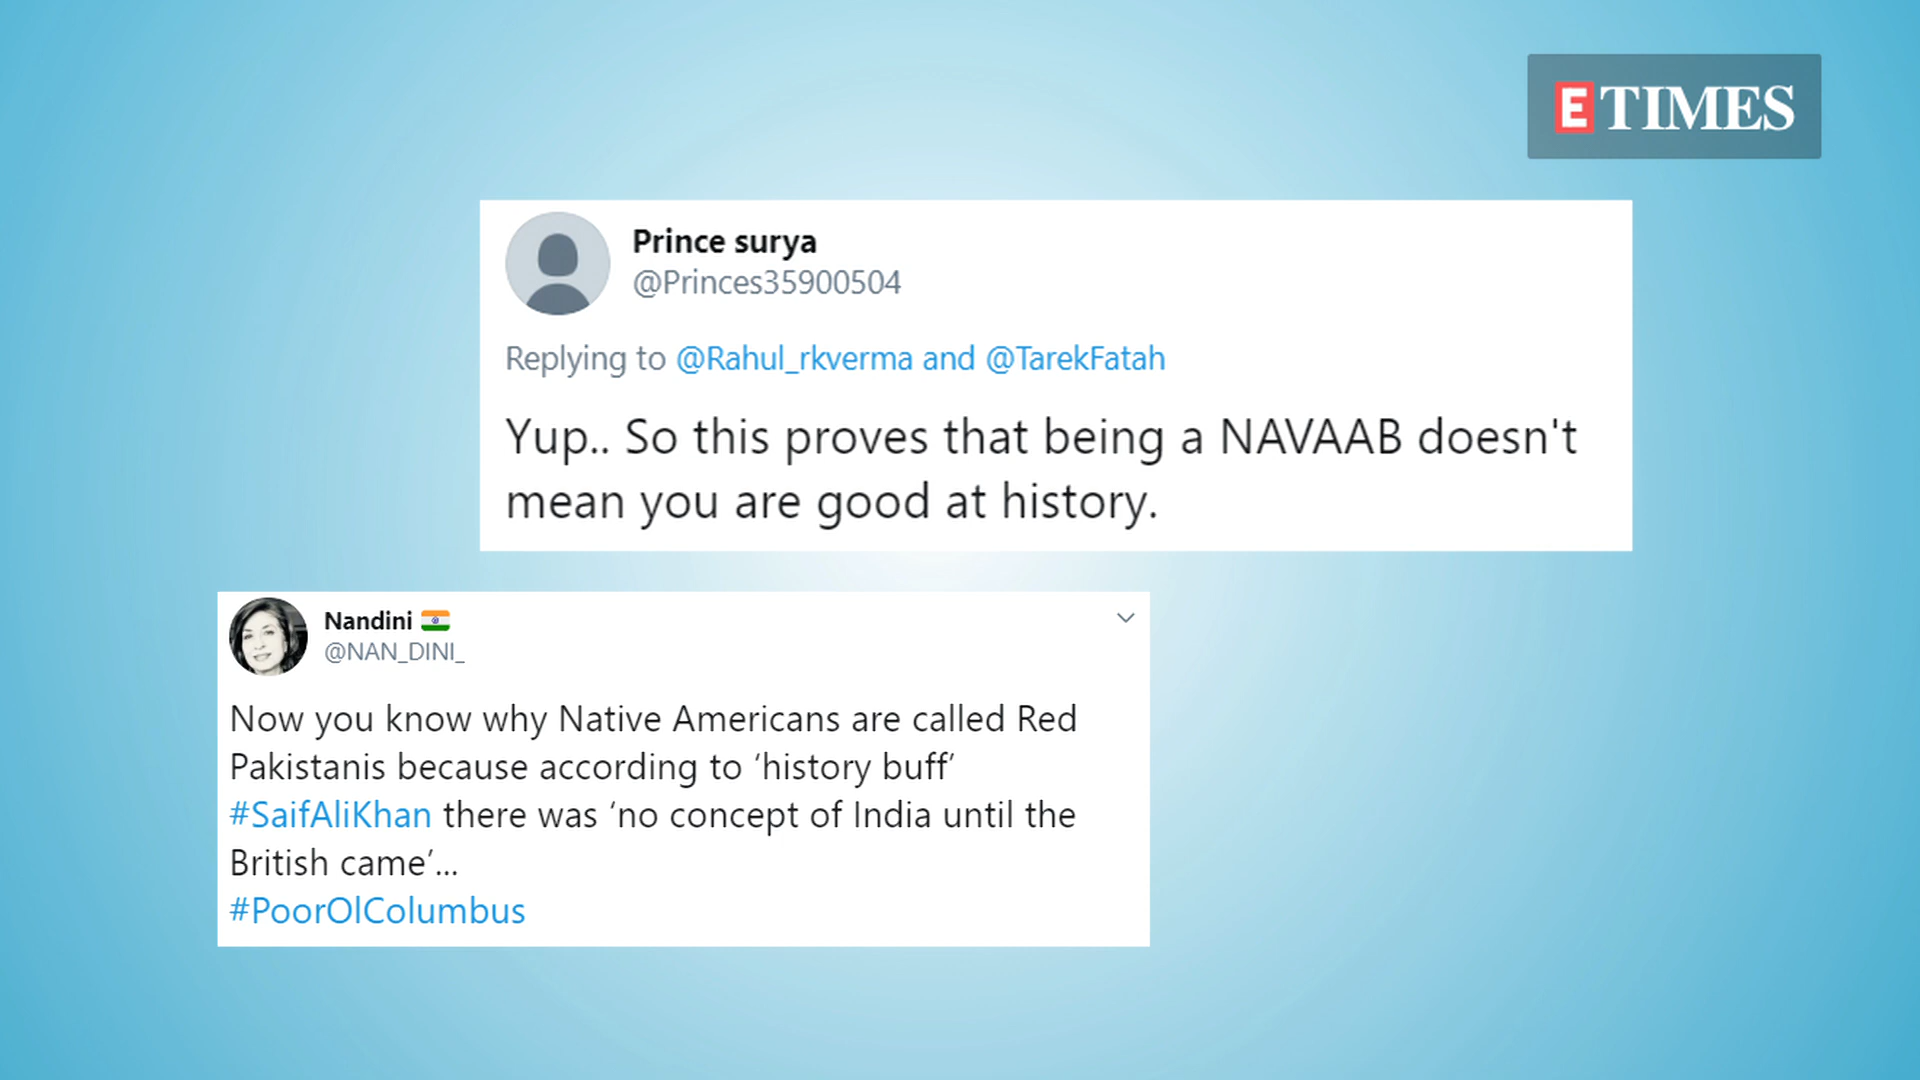 E TIMES
Prince surya
@Princes35900504
Replying to @Rahul_rkverma and @TarekFatah
Yup.. So this proves that being a NAVAAB doesn't
mean you are good at history.
Nandini 🇮🇳
@NAN_DINI_
Now you know why Native Americans are called Red
Pakistanis because according to ‘history buff’
#SaifAliKhan there was ‘no concept of India until the
British came’...
#PoorOlColumbus